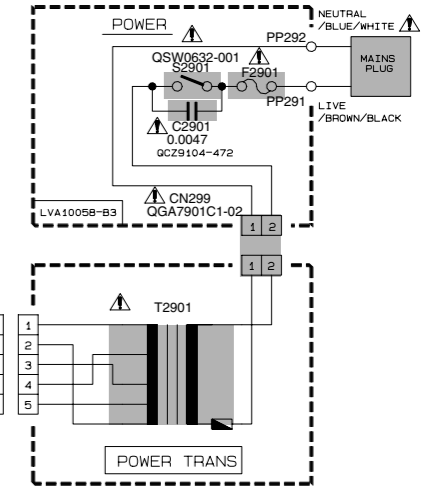 POWER
NEUTRAL
/BLUE/WHITE
PP292
QSW0632-001
S2901
F2901
MAINS
PLUG
PP291
LIVE
/BROWN/BLACK
C2901
0.0047
QCZ9104-472
CN299
QGA7901C1-02
LVA10058-B3
1 2
1 2
T2901
1
2
3
4
5
POWER TRANS